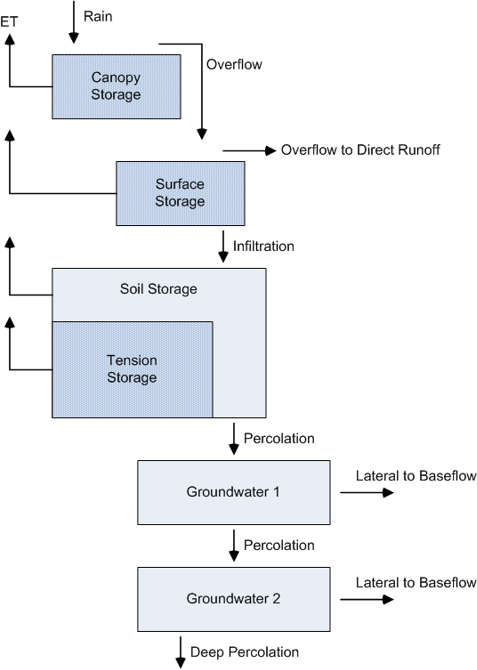 ET
Rain
Canopy
Storage
Overflow
Overflow to Direct Runoff
Surface
Storage
Infiltration
Soil Storage
Tension
Storage
Percolation
Groundwater 1
Lateral to Baseflow
Percolation
Groundwater 2
Lateral to Baseflow
Deep Percolation